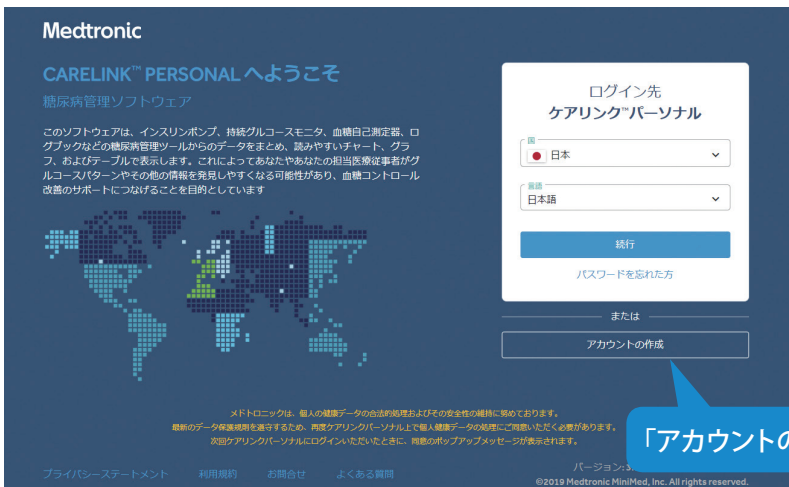 Medtronic
CARELINK™ PERSONAL へようこそ
糖尿病管理ソフトウェア
このソフトウェアは、インスリンポンプ、持続グルコースモニタ、血糖自己測定器、ロ
グブックなどの糖尿病管理ツールからのデータをまとめ、読みやすいチャート、グラ
フ、およびテーブルで表示します。これによってあなたやあなたの担当医療従事者がグ
ルコースパターンやその他の情報を発見しやすくなる可能性があり、血糖コントロール
改善のサポートにつなげることを目的としています
ログイン先
ケアリンク™パーソナル
国
日本
言語
日本語
続行
パスワードを忘れた方
または
アカウントの作成
「アカウントの
メドトロニックは、個人の健康データの合法的処理およびその安全性の維持に努めております。
最新のデータ保護規則を遵守するため、再度ケアリンクパーソナル上で個人健康データの処理にご同意いただく必要があります。
次回ケアリンクパーソナルにログインいただいたときに、同意のポップアップメッセージが表示されます。
プライバシーステートメント 利用規約 お問合せ よくある質問
バージョン:
©2019 Medtronic MiniMed, Inc. All rights reserved.